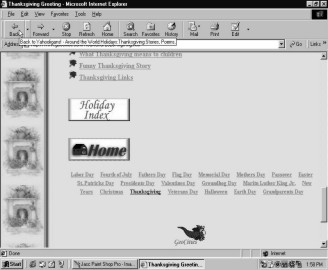 Thanksgiving Greeting - Microsoft Internet Explorer
File Edit View Favorites Tools Help
Back Forward Stop Refresh Home Search Favorites History Mail Print Edit
Address Go Links »
Back to Yahooligans! - Around the World:Holidays:Thanksgiving:Stories, Poems,
What Thanksgiving means to children
Funny Thanksgiving Story
Thanksgiving Links
Holiday
Index
Home
Labor Day Fourth of July Fathers Day Flag Day Memorial Day Mothers Day Passover Easter
St. Patricks Day Presidents Day Valentines Day Groundhog Day Martin Luther King Jr. New
Years Christmas Thanksgiving Veterans Day Halloween Earth Day Grandparents Day
GeoCities
Done Internet
Start Jasc Paint Shop Pro - Ima... Thanksgiving Greetin... 1:58 PM